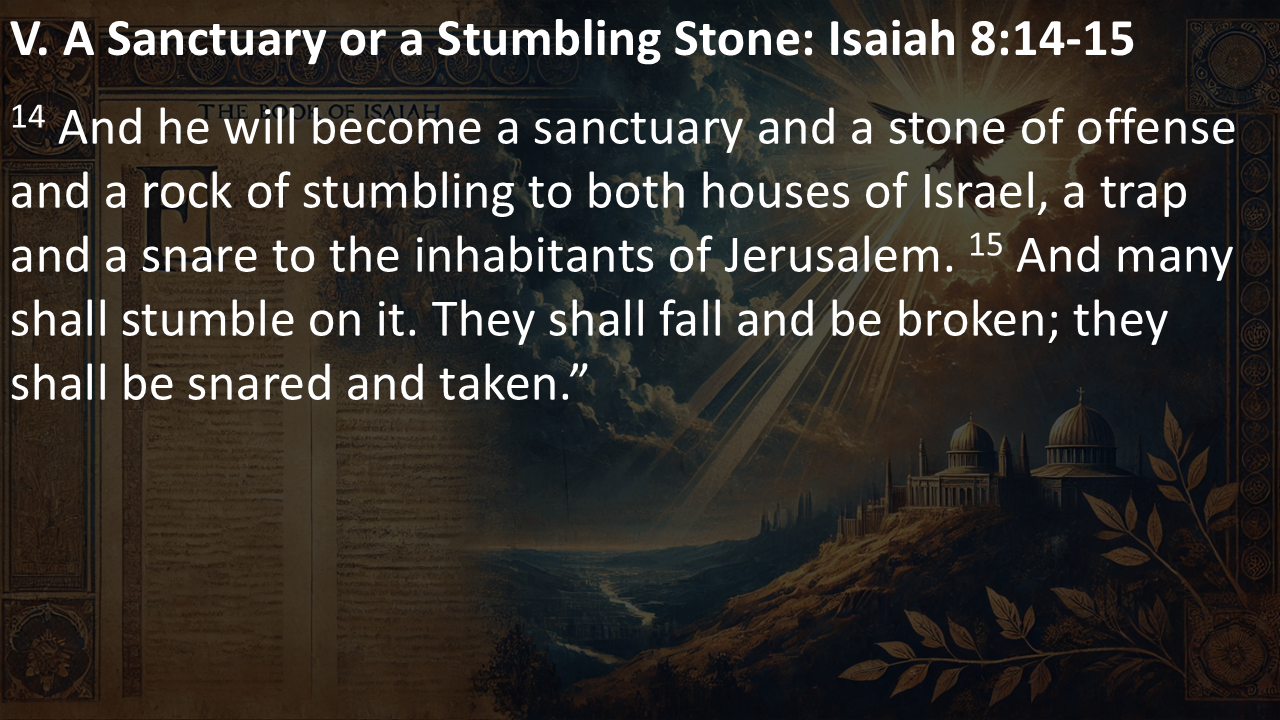 V. A Sanctuary or a Stumbling Stone: Isaiah 8:14-15
THE BOOK OF ISAIAH
14 And he will become a sanctuary and a stone of offense
and a rock of stumbling to both houses of Israel, a trap
and a snare to the inhabitants of Jerusalem. 15 And many
shall stumble on it. They shall fall and be broken; they
shall be snared and taken.”